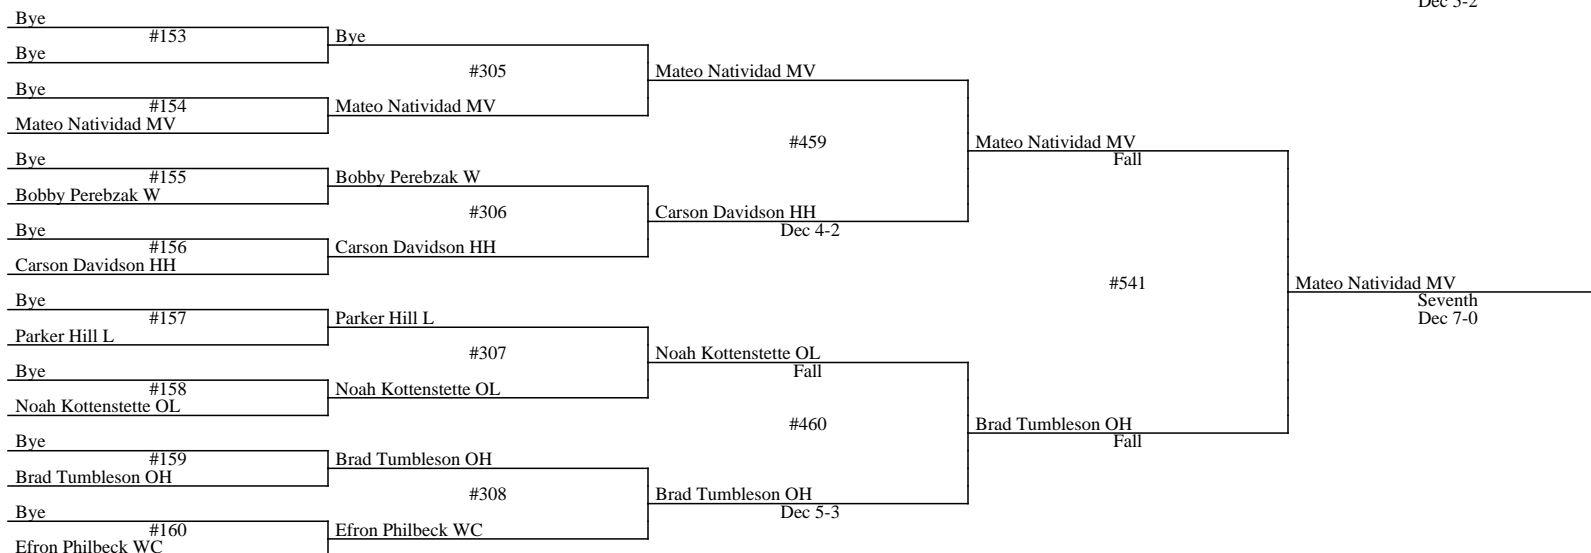 Dec 5-2
Bye
#153
Bye
Bye
#154
Mateo Natividad MV
Bye
#155
Bobby Perebzak W
Bye
#156
Carson Davidson HH
Bye
#157
Parker Hill L
Bye
#158
Noah Kottenstette OL
Bye
#159
Brad Tumbleson OH
Bye
#160
Efron Philbeck WC
Bye
#305
Mateo Natividad MV
Bobby Perebzak W
#306
Carson Davidson HH
Parker Hill L
#307
Noah Kottenstette OL
Brad Tumbleson OH
#308
Efron Philbeck WC
Mateo Natividad MV
#459
Carson Davidson HH
Dec 4-2
Noah Kottenstette OL
Fall
#460
Brad Tumbleson OH
Dec 5-3
Mateo Natividad MV
Fall
#541
Brad Tumbleson OH
Fall
Mateo Natividad MV
Seventh
Dec 7-0